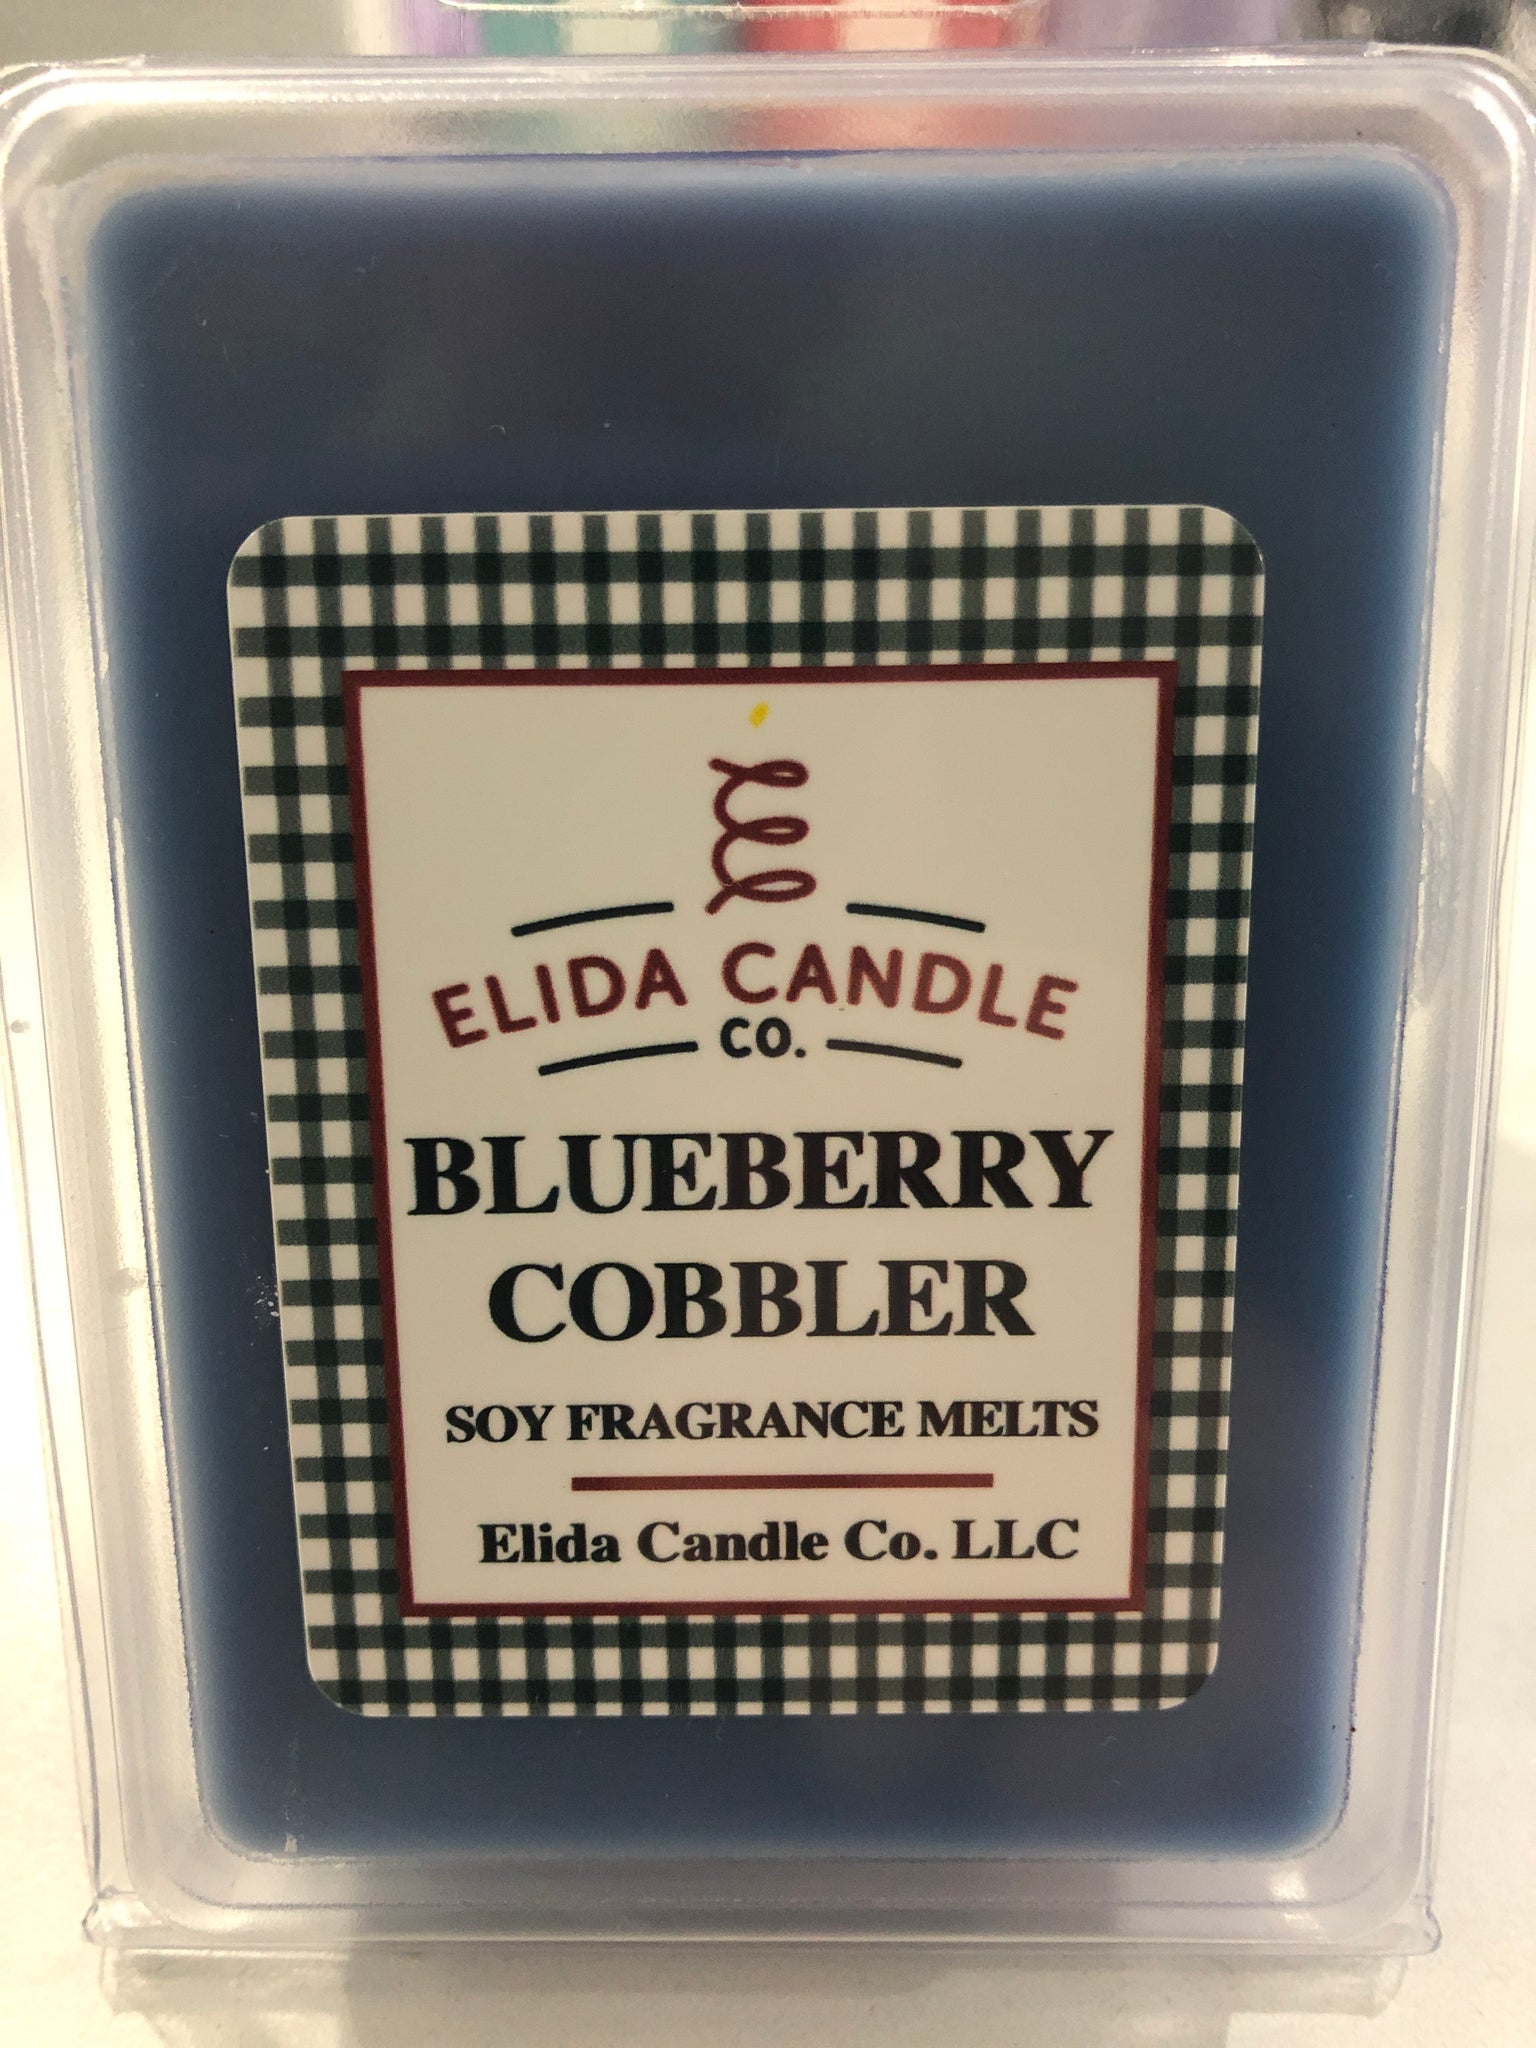 ELIDA CANDLE
CO.
BLUEBERRY
COBBLER
SOY FRAGRANCE MELTS
Elida Candle Co. LLC